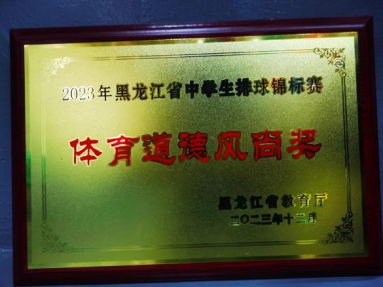 2023年黑龙江省中学生排球锦标赛
体育道德风尚奖
黑龙江省教育厅
二〇二三年十二月